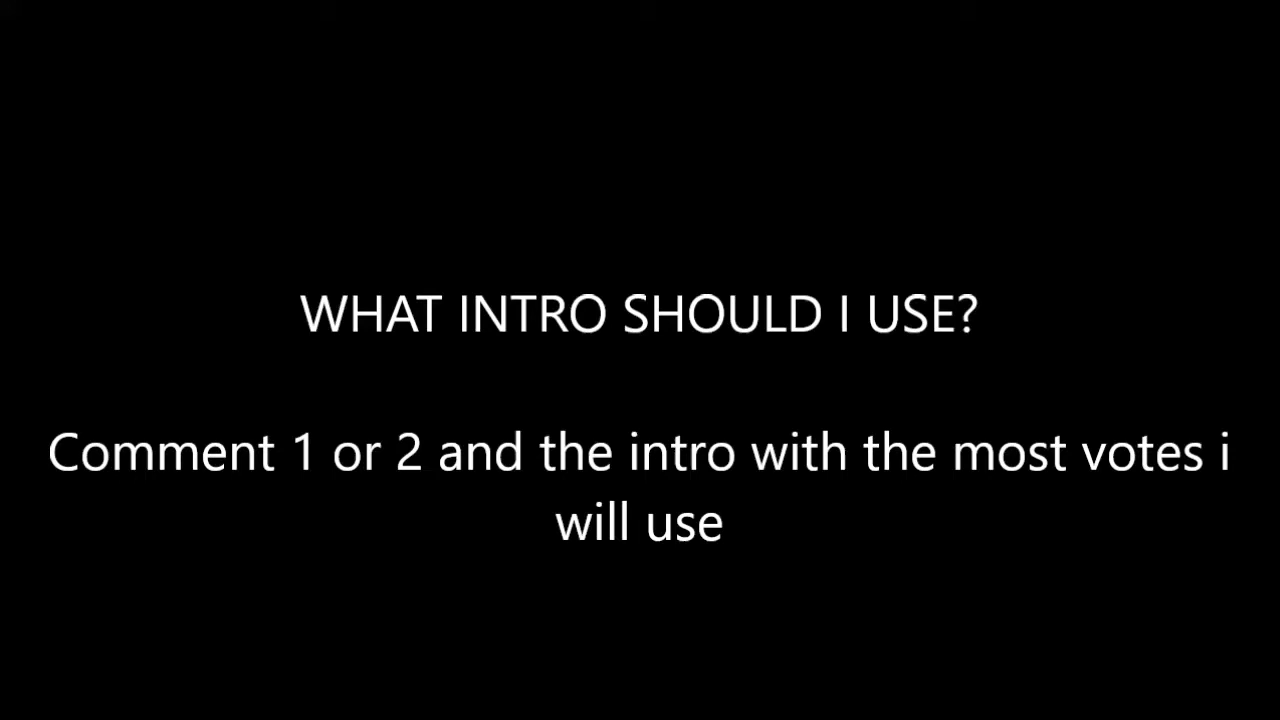 WHAT INTRO SHOULD I USE?
Comment 1 or 2 and the intro with the most votes i
will use